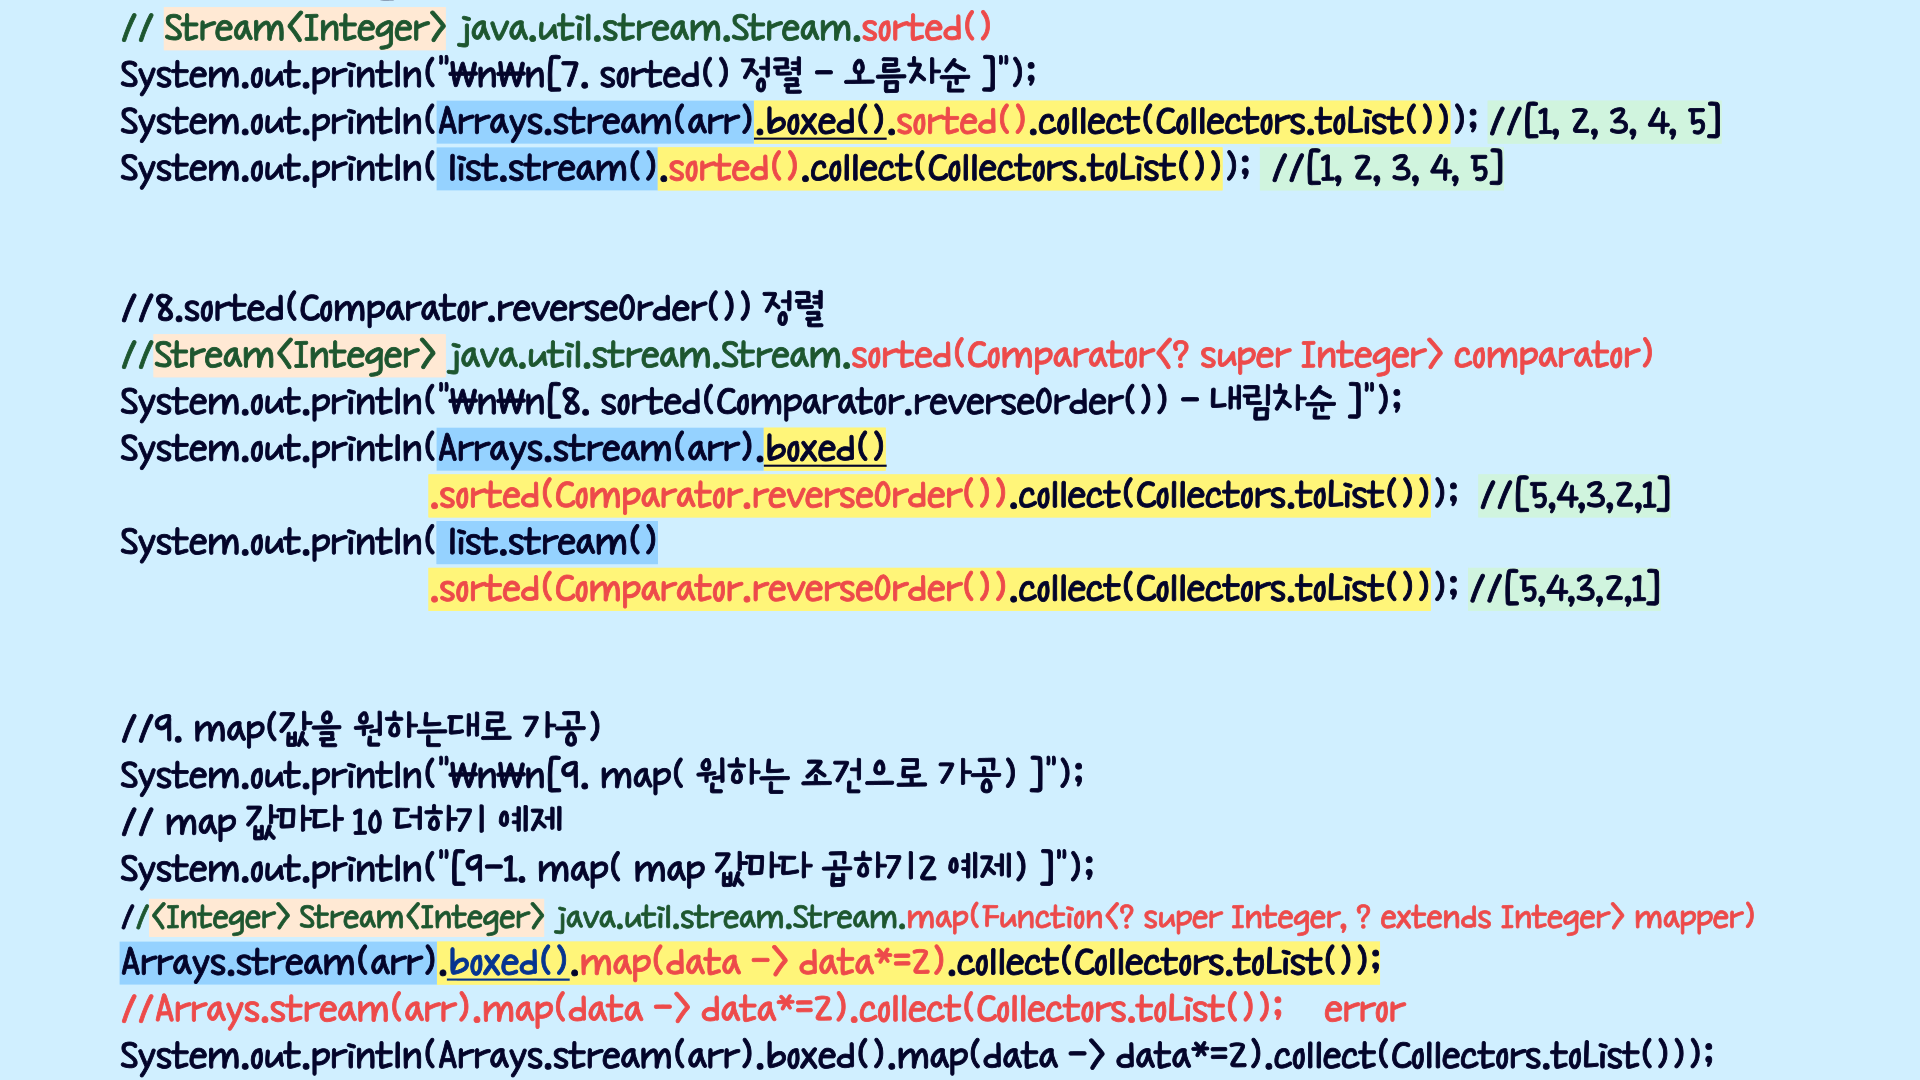 // Stream<Integer> java.util.stream.Stream.sorted()
System.out.println("₩n₩n[7. sorted() 정렬 - 오름차순 ]");
System.out.println(Arrays.stream(arr).boxed().sorted().collect(Collectors.toList())); //[1, 2, 3, 4, 5]
System.out.println( list.stream().sorted().collect(Collectors.toList())); //[1, 2, 3, 4, 5]
//8.sorted(Comparator.reverseOrder()) 정렬
//Stream<Integer> java.util.stream.Stream.sorted(Comparator<? super Integer> comparator)
System.out.println("₩n₩n[8. sorted(Comparator.reverseOrder()) - 내림차순 ]");
System.out.println(Arrays.stream(arr).boxed()
.sorted(Comparator.reverseOrder()).collect(Collectors.toList())); //[5,4,3,2,1]
System.out.println( list.stream()
.sorted(Comparator.reverseOrder()).collect(Collectors.toList())); //[5,4,3,2,1]
//9. map(값을 원하는대로 가공)
System.out.println("₩n₩n[9. map( 원하는 조건으로 가공) ]");
// map 값마다 10 더하기 예제
System.out.println("[9-1. map( map 값마다 곱하기2 예제) ]");
//<Integer> Stream<Integer> java.util.stream.Stream.map(Function<? super Integer, ? extends Integer> mapper)
Arrays.stream(arr).boxed().map(data -> data*=2).collect(Collectors.toList());
//Arrays.stream(arr).map(data -> data*=2).collect(Collectors.toList()); error
System.out.println(Arrays.stream(arr).boxed().map(data -> data*=2).collect(Collectors.toList()));